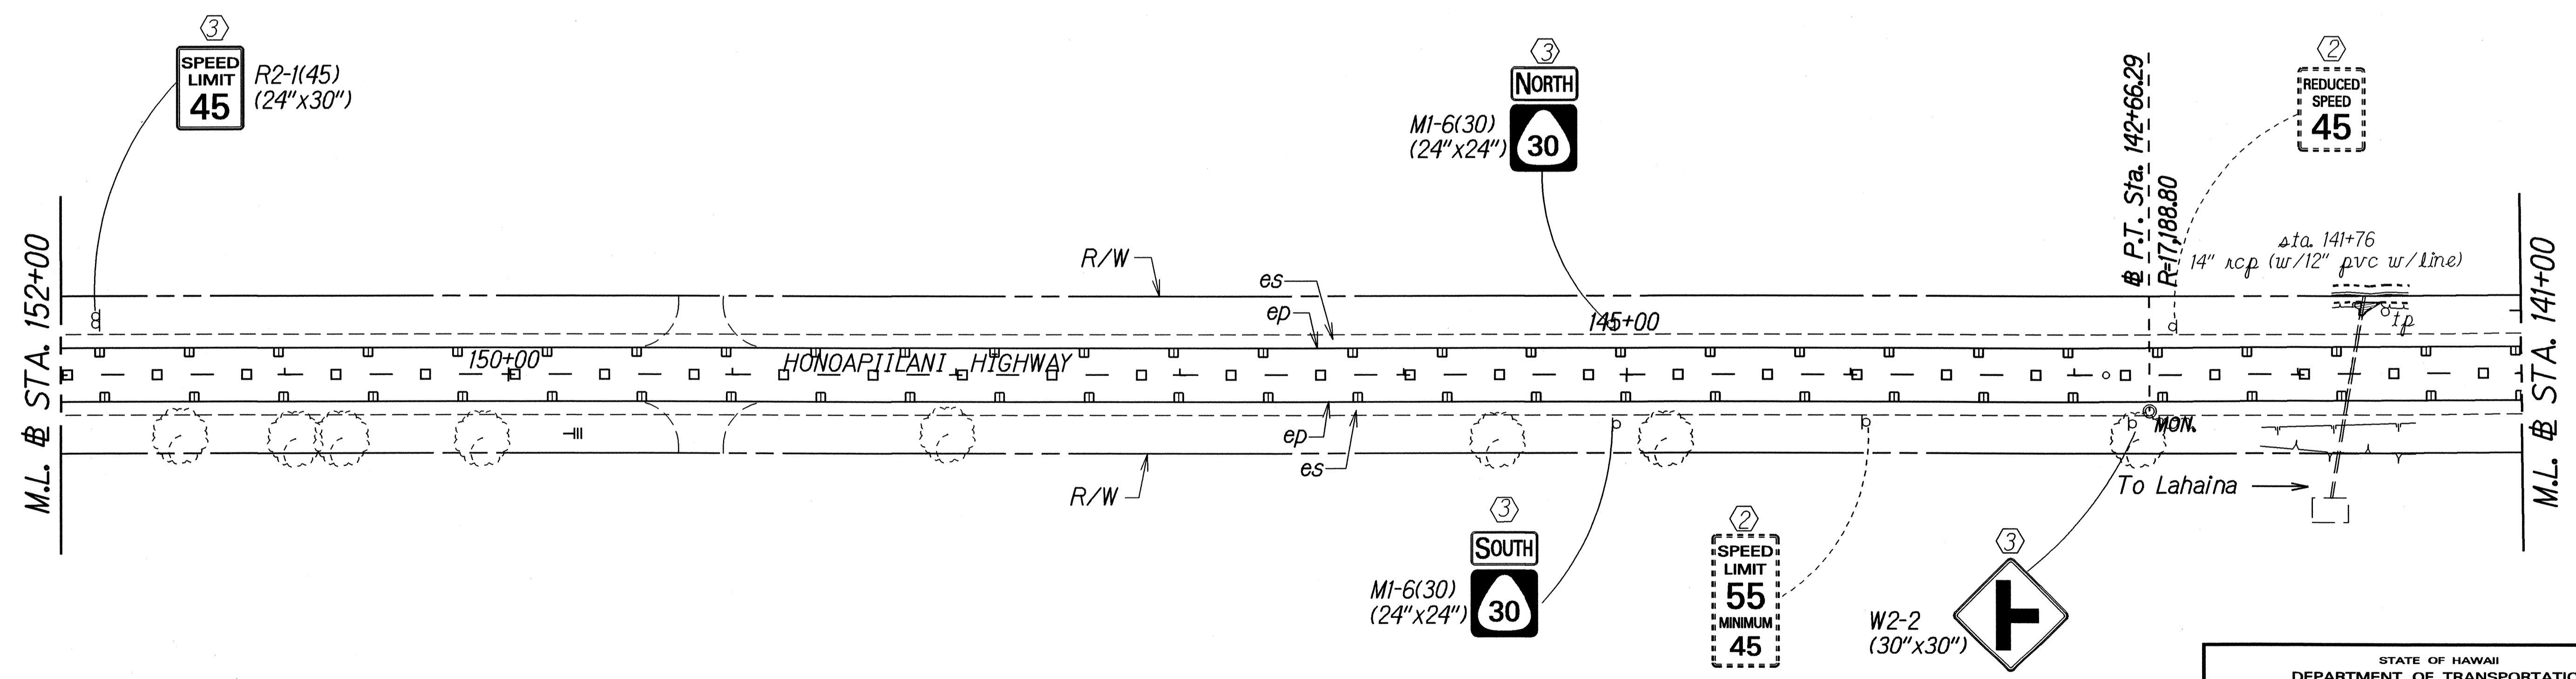 3
SPEED
LIMIT
45
R2-1(45)
(24"x30")
3
NORTH
M1-6(30)
(24"x24")
30
2
REDUCED
SPEED
45
℄ P.T. Sta. 142+66.29
R=17,188.80
sta. 141+76
14" rcp (w/12" pvc w/line)
tp
M.L. ℄ STA. 152+00
M.L. ℄ STA. 141+00
R/W
es
ep
145+00
150+00
HONOAPIILANI HIGHWAY
ep
es
R/W
MON.
To Lahaina
3
SOUTH
M1-6(30)
(24"x24")
30
2
SPEED
LIMIT
55
MINIMUM
45
3
W2-2
(30"x30")
STATE OF HAWAII
DEPARTMENT OF